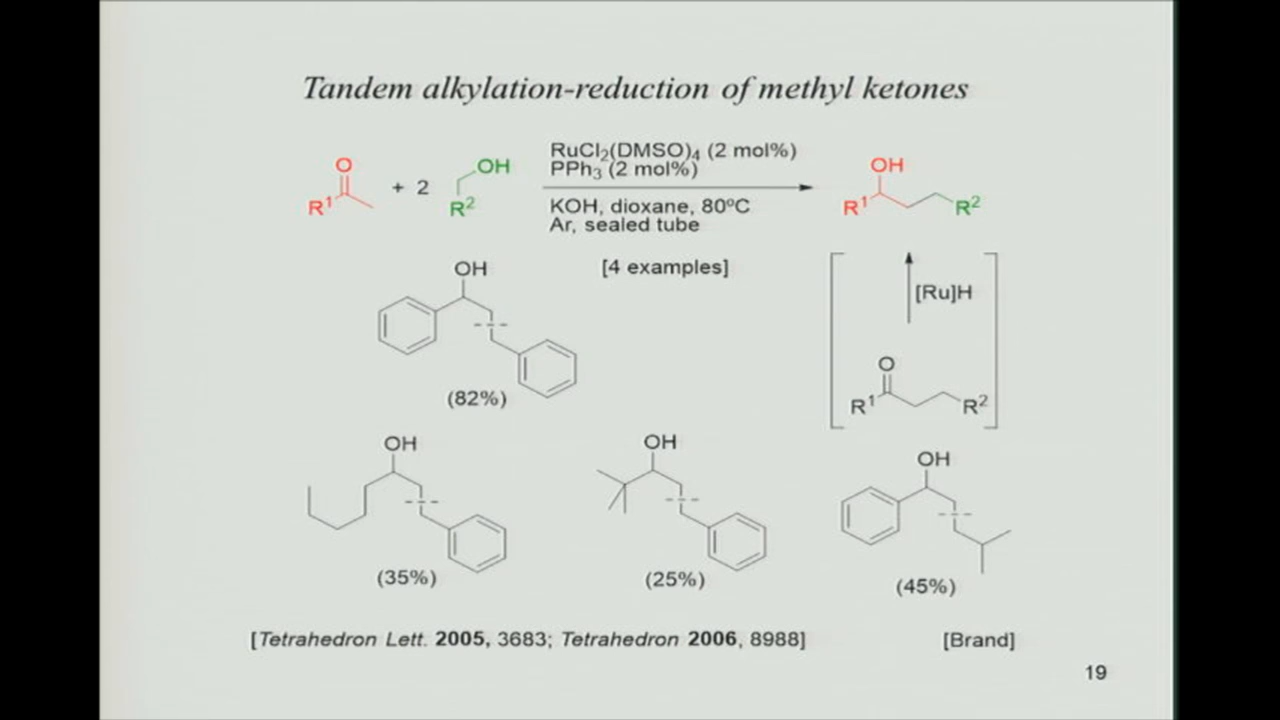 Tandem alkylation-reduction of methyl ketones
O
R¹
+ 2
OH
R²
RuCl₂(DMSO)₄ (2 mol%)
PPh₃ (2 mol%)
KOH, dioxane, 80ºC
Ar, sealed tube
OH
R¹
R²
[4 examples]
OH
(82%)
[Ru]H
O
R¹
R²
OH
(35%)
OH
(25%)
OH
(45%)
[Tetrahedron Lett. 2005, 3683; Tetrahedron 2006, 8988]
[Brand]
19